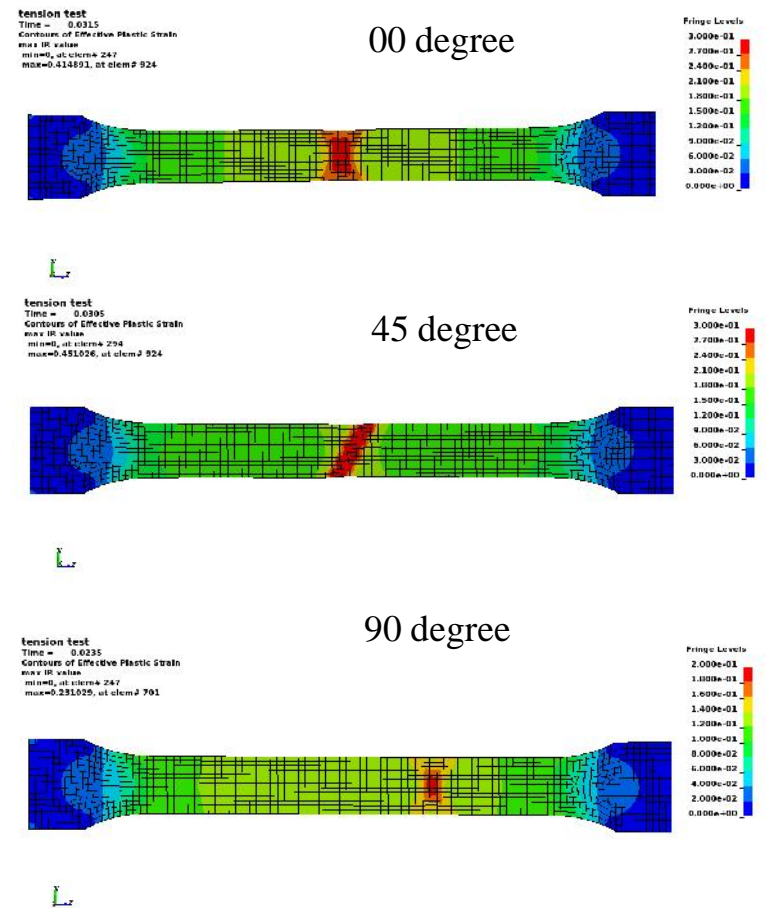 tension test
Time = 0.0315
Contours of Effective Plastic Strain
max IP value
min=0, at elem# 247
max=0.414891, at elem# 924
00 degree
Fringe Levels
3.000e-01
2.700e-01
2.400e-01
2.100e-01
1.800e-01
1.500e-01
1.200e-01
9.000e-02
6.000e-02
3.000e-02
0.000e+00
tension test
Time = 0.0305
Contours of Effective Plastic Strain
max IP value
min=0, at elem# 294
max=0.451026, at elem# 924
45 degree
Fringe Levels
3.000e-01
2.700e-01
2.400e-01
2.100e-01
1.800e-01
1.500e-01
1.200e-01
9.000e-02
6.000e-02
3.000e-02
0.000e+00
tension test
Time = 0.0235
Contours of Effective Plastic Strain
max IP value
min=0, at elem# 247
max=0.231029, at elem# 701
90 degree
Fringe Levels
2.000e-01
1.800e-01
1.600e-01
1.400e-01
1.200e-01
1.000e-01
8.000e-02
6.000e-02
4.000e-02
2.000e-02
0.000e+00